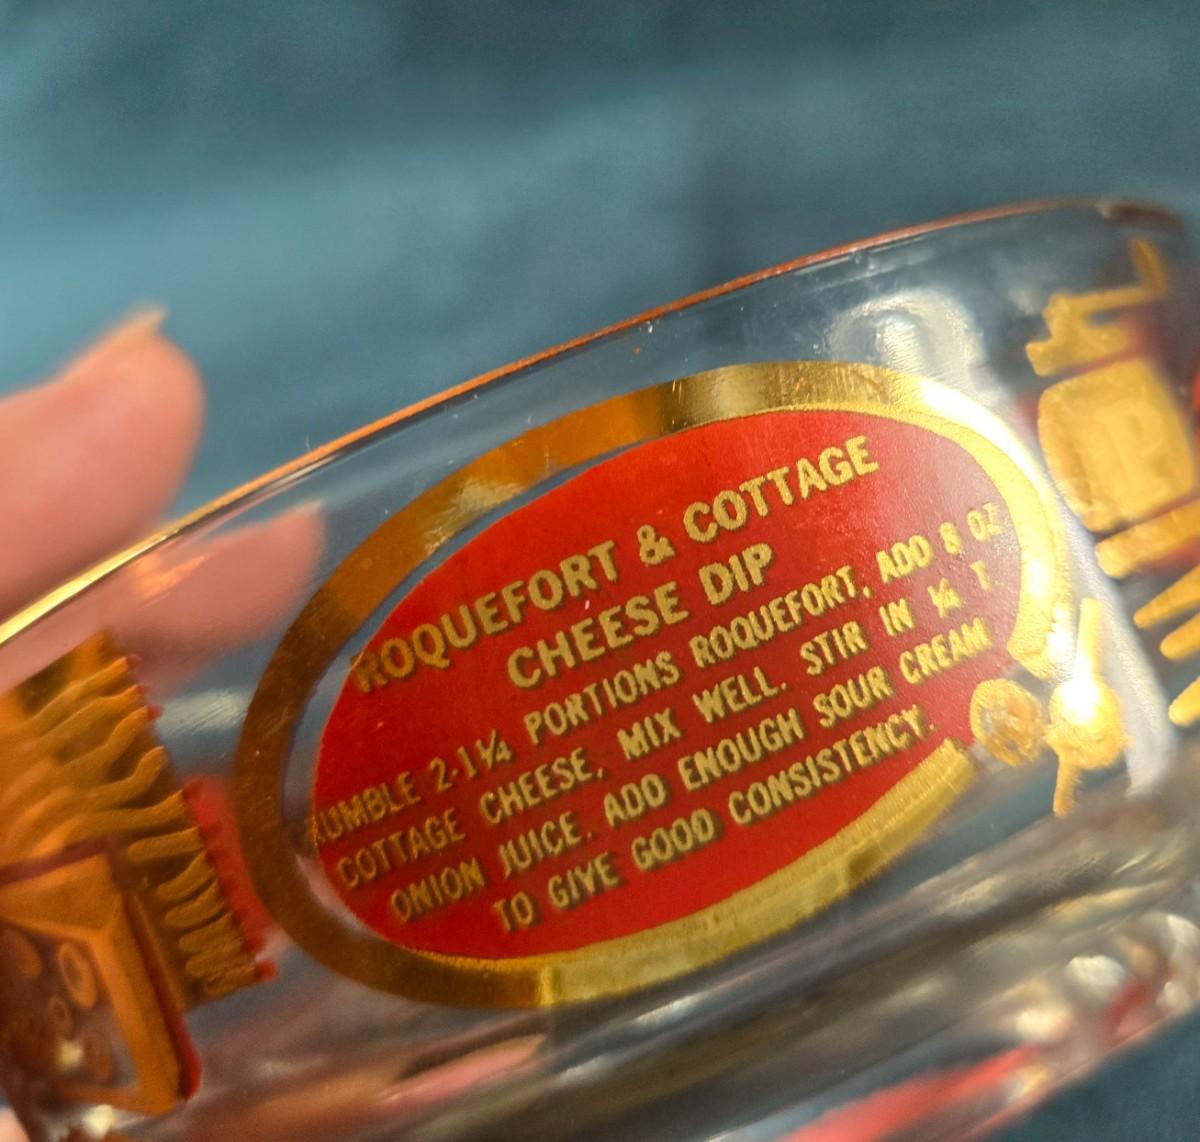 ROQUEFORT & COTTAGE
CHEESE DIP
RUMBLE 2-1¼ PORTIONS ROQUEFORT, ADD 8 OZ
COTTAGE CHEESE, MIX WELL. STIR IN ¼ T.
ONION JUICE. ADD ENOUGH SOUR CREAM
TO GIVE GOOD CONSISTENCY.